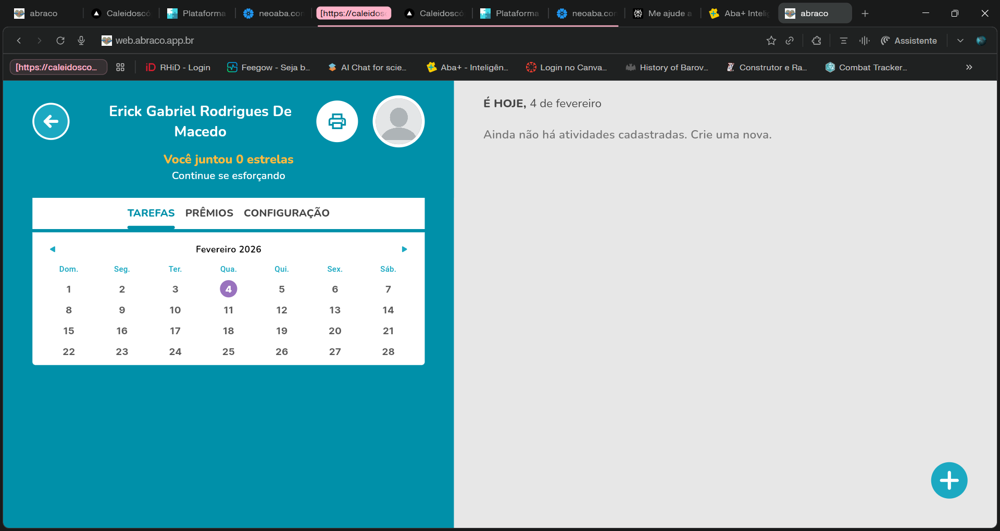 abraco
Caleidoscó
Plataforma
neoaba.con
[https://caleidosc
Caleidoscó
Plataforma
neoaba.con
Me ajude a
Aba+ Intelig
abraco
web.abraco.app.br
Assistente
[https://caleidosco...
RHiD - Login
Feegow - Seja b...
AI Chat for scie...
Aba+ - Inteligên...
Login no Canva...
History of Barov...
Construtor e Ra...
Combat Tracker...
Erick Gabriel Rodrigues De
Macedo
Você juntou 0 estrelas
Continue se esforçando
TAREFAS PRÊMIOS CONFIGURAÇÃO
Fevereiro 2026
Dom. Seg. Ter. Qua. Qui. Sex. Sáb.
1 2 3 4 5 6 7
8 9 10 11 12 13 14
15 16 17 18 19 20 21
22 23 24 25 26 27 28
É HOJE, 4 de fevereiro
Ainda não há atividades cadastradas. Crie uma nova.